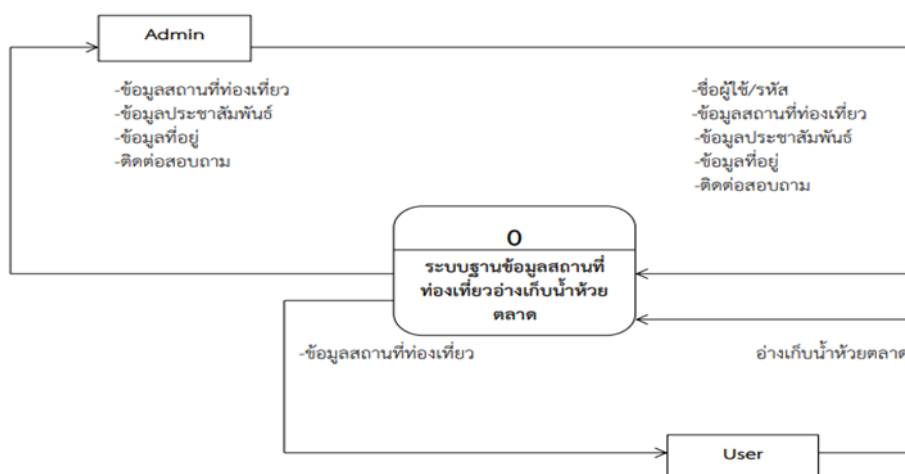 Admin
-ข้อมูลสถานที่ท่องเที่ยว
-ข้อมูลประชาสัมพันธ์
-ข้อมูลที่อยู่
-ติดต่อสอบถาม
-ชื่อผู้ใช้/รหัส
-ข้อมูลสถานที่ท่องเที่ยว
-ข้อมูลประชาสัมพันธ์
-ข้อมูลที่อยู่
-ติดต่อสอบถาม
0
ระบบฐานข้อมูลสถานที่
ท่องเที่ยวอ่างเก็บน้ำห้วย
ตลาด
-ข้อมูลสถานที่ท่องเที่ยว
อ่างเก็บน้ำห้วยตลาด
User